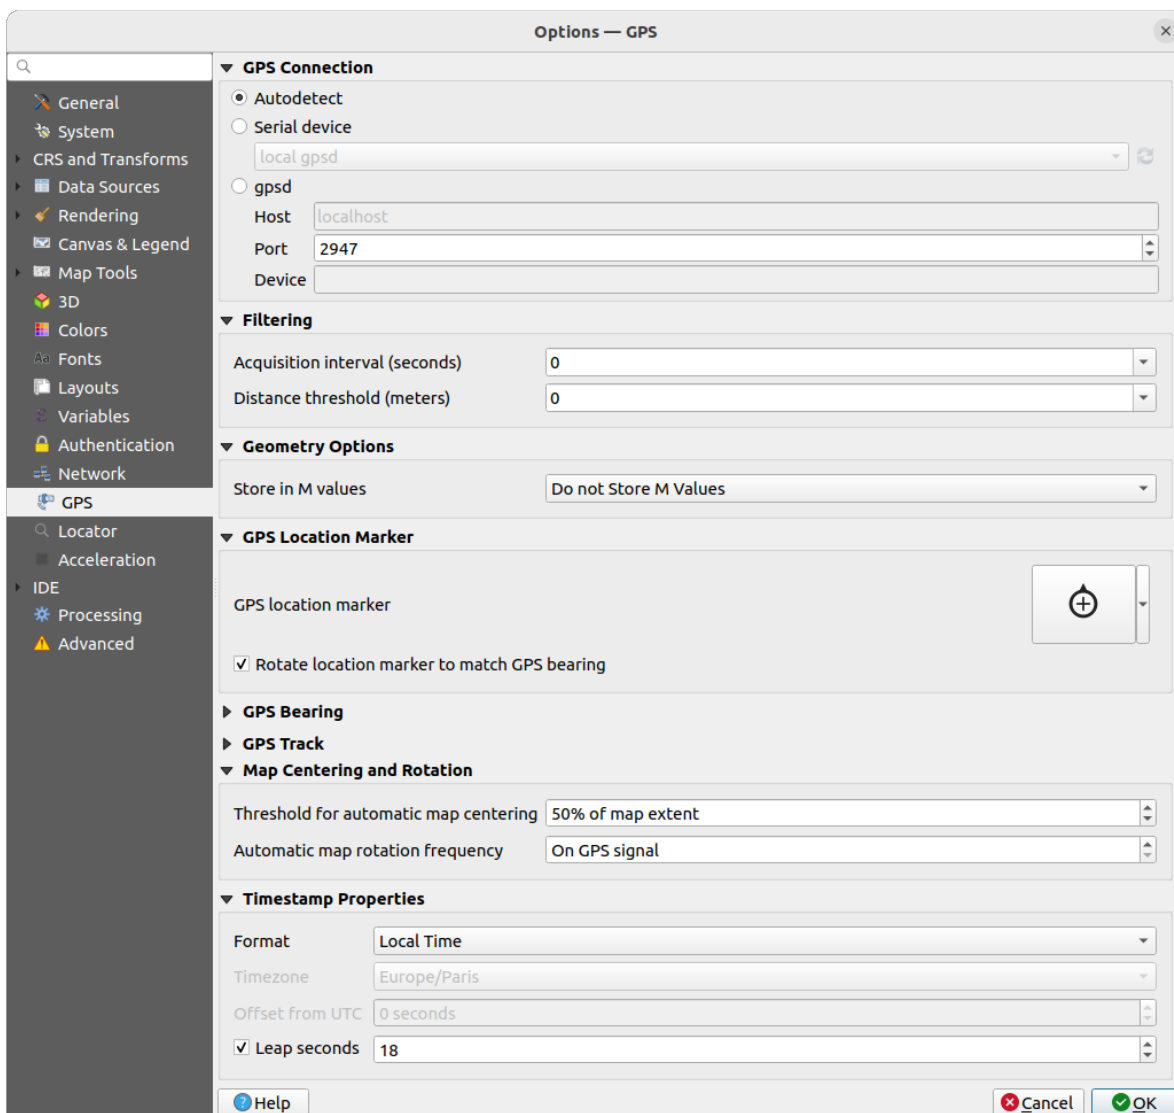 Options — GPS
General
System
CRS and Transforms
Data Sources
Rendering
Canvas & Legend
Map Tools
3D
Colors
Fonts
Layouts
Variables
Authentication
Network
GPS
Locator
Acceleration
IDE
Processing
Advanced
GPS Connection
Autodetect
Serial device
local gpsd
gpsd
Host localhost
Port 2947
Device
Filtering
Acquisition interval (seconds) 0
Distance threshold (meters) 0
Geometry Options
Store in M values Do not Store M Values
GPS Location Marker
GPS location marker
Rotate location marker to match GPS bearing
GPS Bearing
GPS Track
Map Centering and Rotation
Threshold for automatic map centering 50% of map extent
Automatic map rotation frequency On GPS signal
Timestamp Properties
Format Local Time
Timezone Europe/Paris
Offset from UTC 0 seconds
Leap seconds 18
Help Cancel OK